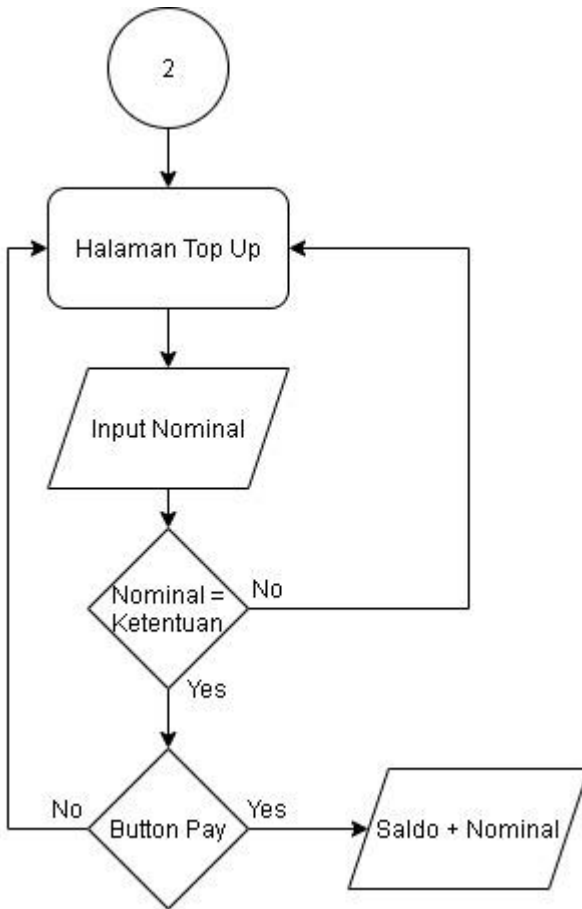 2
Halaman Top Up
Input Nominal
Nominal =
Ketentuan
No
Yes
Button Pay
No
Yes
Saldo + Nominal